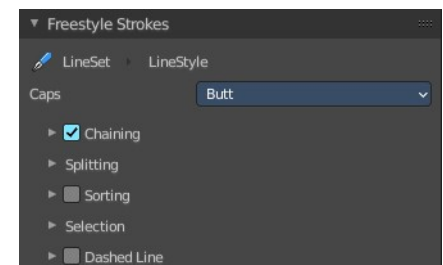 Freestyle Strokes
LineSet LineStyle
Caps Butt
Chaining
Splitting
Sorting
Selection
Dashed Line